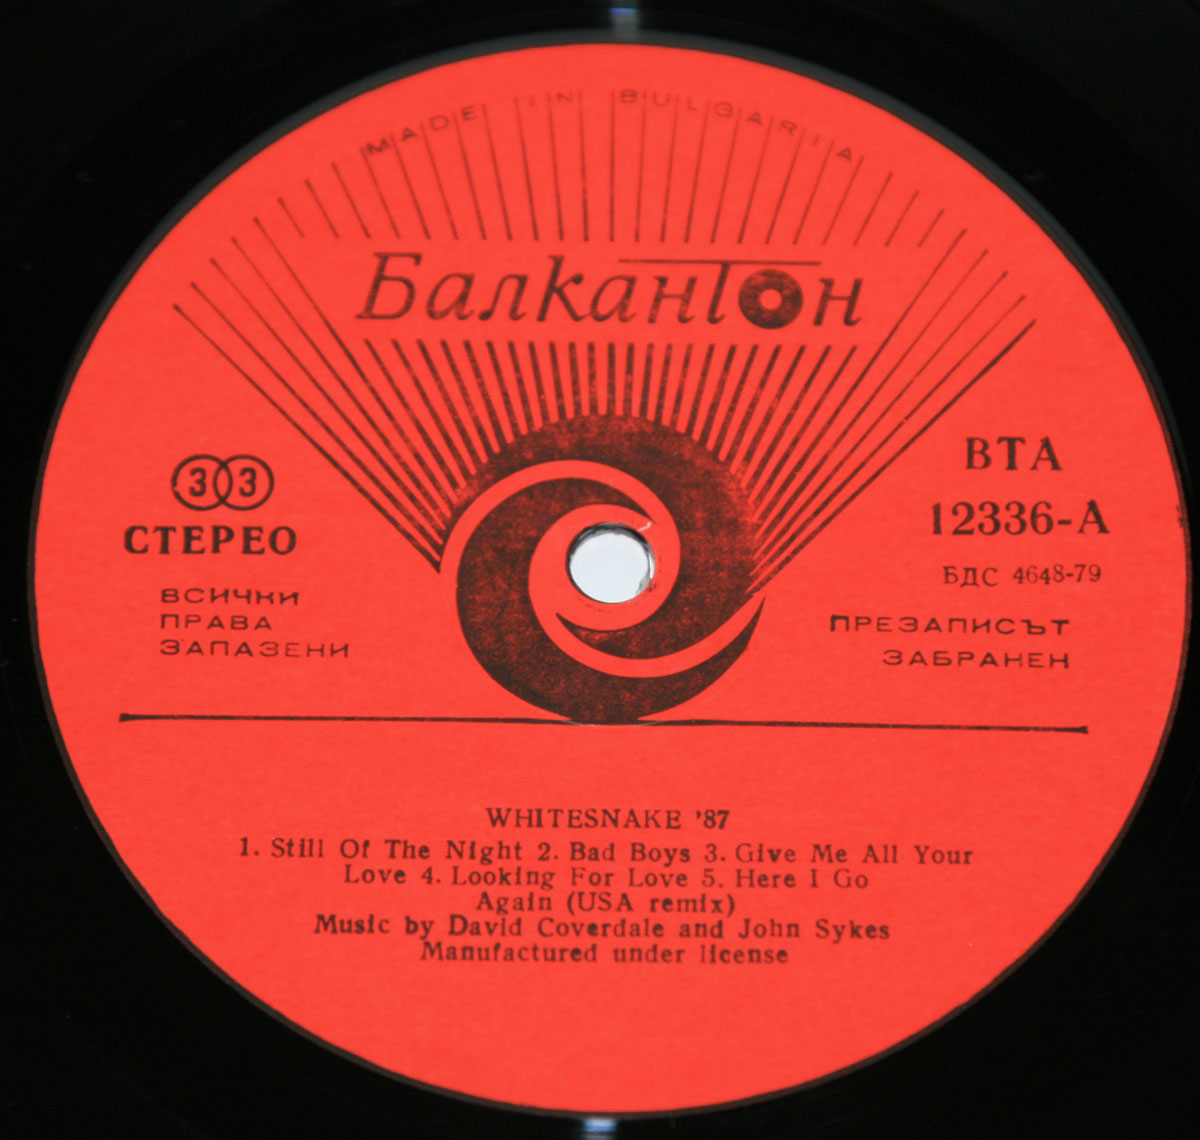 MADE IN BULGARIA
Балкантон
33
СТЕРЕО
ВСИЧКИ
ПРАВА
ЗАПАЗЕНИ
ВТА
12336-А
БДС 4648-79
ПРЕЗАПИСЪТ
ЗАБРАНЕН
WHITESNAKE '87
1. Still Of The Night 2. Bad Boys 3. Give Me All Your
Love 4. Looking For Love 5. Here I Go
Again (USA remix)
Music by David Coverdale and John Sykes
Manufactured under license